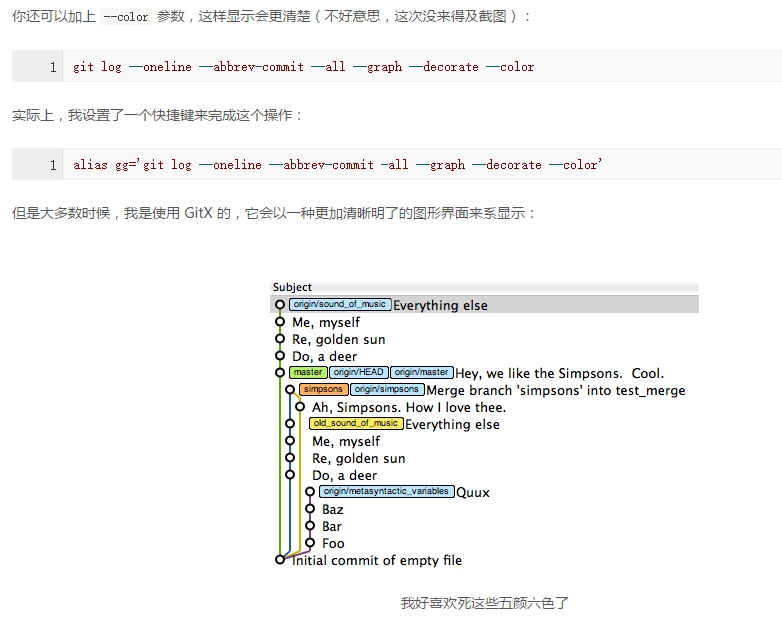 你还可以加上 --color 参数，这样显示会更清楚（不好意思，这次没来得及截图）：
1 git log —oneline —abbrev-commit —all —graph —decorate —color
实际上，我设置了一个快捷键来完成这个操作：
1 alias gg='git log —oneline —abbrev-commit -all —graph —decorate —color'
但是大多数时候，我是使用 GitX 的，它会以一种更加清晰明了的图形界面来系显示：
Subject
origin/sound_of_music Everything else
Me, myself
Re, golden sun
Do, a deer
master origin/HEAD origin/master Hey, we like the Simpsons. Cool.
simpsons origin/simpsons Merge branch 'simpsons' into test_merge
Ah, Simpsons. How I love thee.
old_sound_of_music Everything else
Me, myself
Re, golden sun
Do, a deer
origin/metasyntactic_variables Quux
Baz
Bar
Foo
Initial commit of empty file
我好喜欢死这些五颜六色了